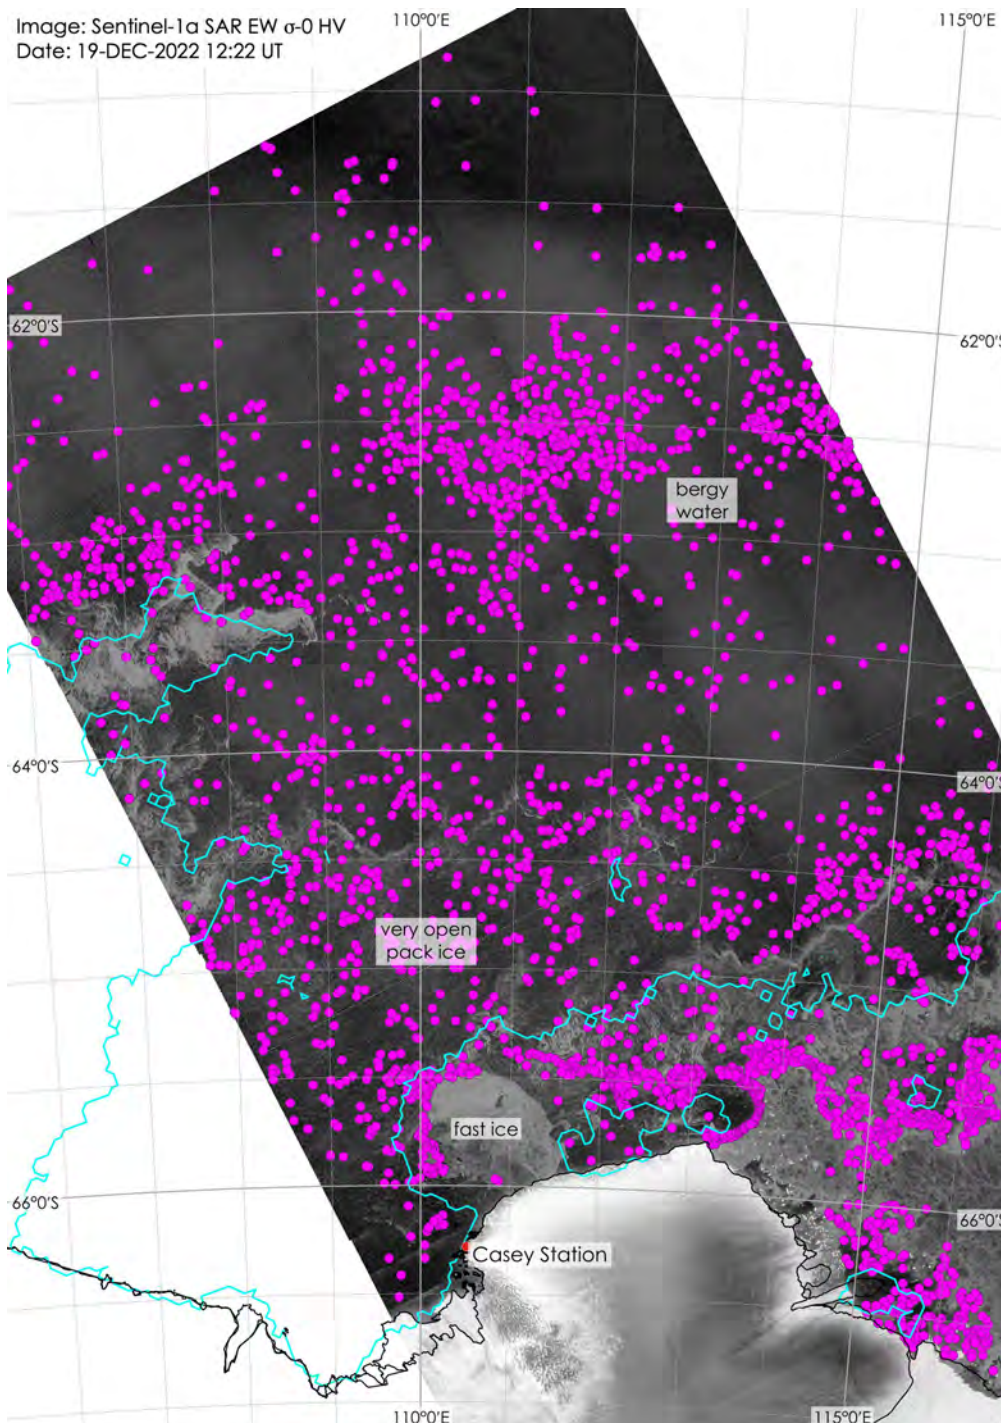 Image: Sentinel-1a SAR EW σ-0 HV
Date: 19-DEC-2022 12:22 UT
110°0'E
115°0'E
62°0'S
62°0'S
bergy
water
64°0'S
64°0'S
very open
pack ice
fast ice
66°0'S
66°0'S
Casey Station
110°0'E
115°0'E